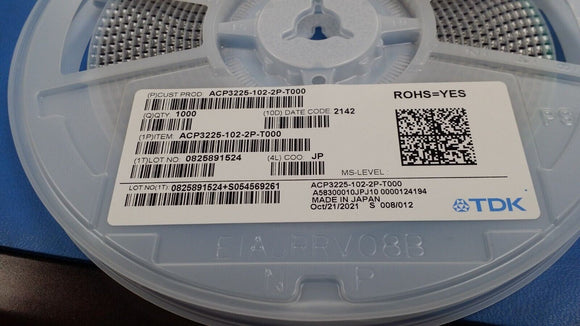 (P)CUST PROD ACP3225-102-2P-T000
ROHS=YES
(Q)QTY 1000 (10D) DATE CODE 2142
(1P)ITEM: ACP3225-102-2P-T000
(1T)LOT NO 0825891524 (4L) COO JP
MS-LEVEL :
LOT NO(1T): 0825891524+S054569261
ACP3225-102-2P-T000
A58300010JPJ10 0000124194
MADE IN JAPAN
Oct/21/2021 S 008/012
TDK
EIA RRV08B
N P